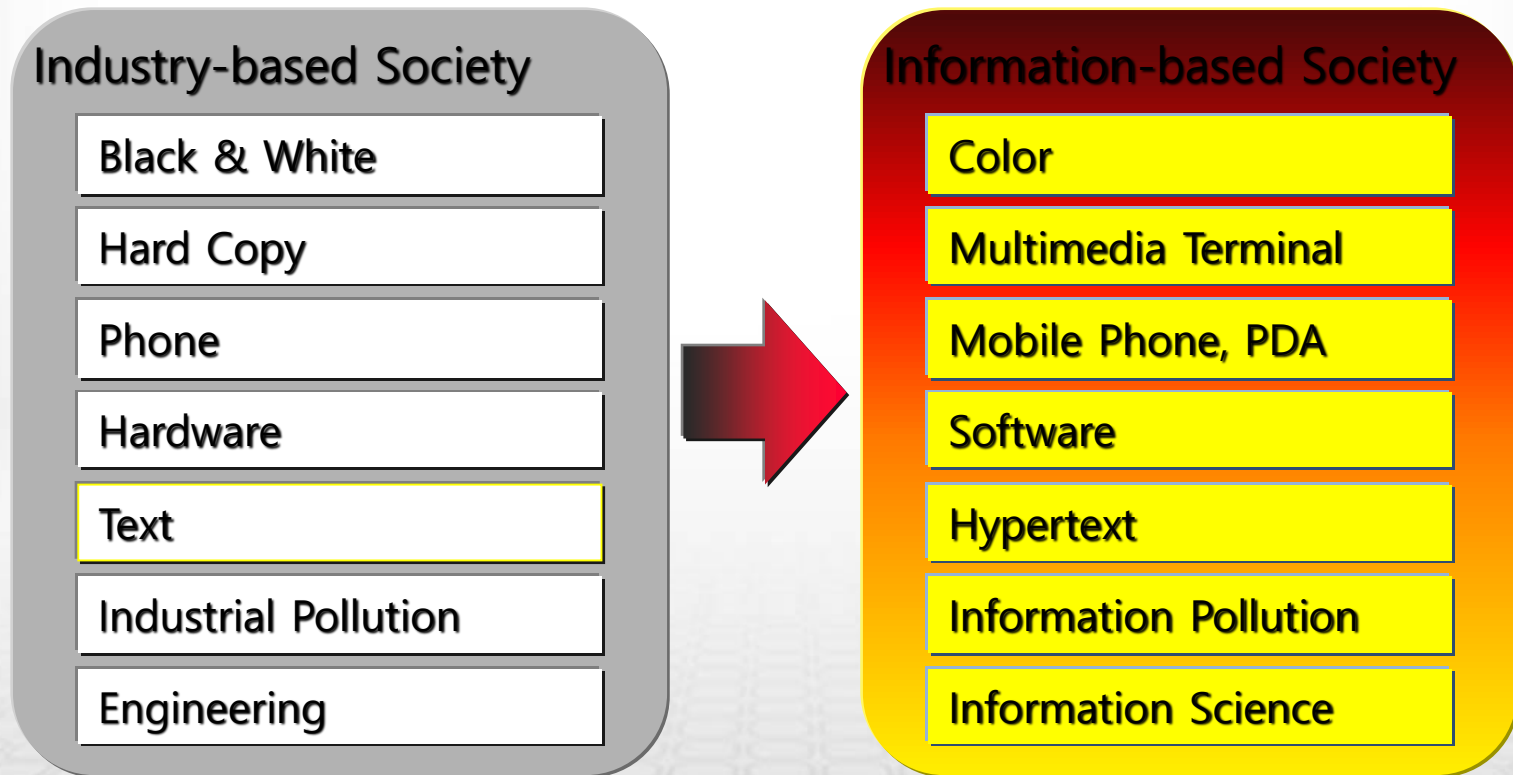 Industry-based Society
Black & White
Hard Copy
Phone
Hardware
Text
Industrial Pollution
Engineering
Information-based Society
Color
Multimedia Terminal
Mobile Phone, PDA
Software
Hypertext
Information Pollution
Information Science